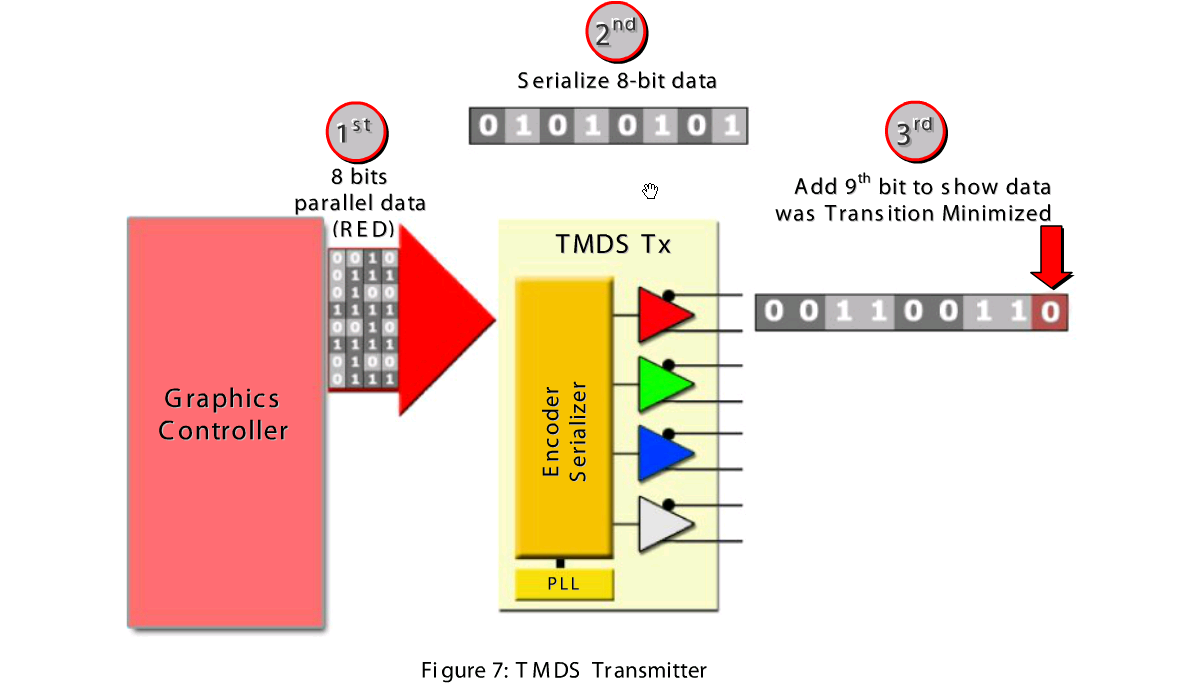 2nd
Serialize 8-bit data
0 1 0 1 0 1 0 1
1st
8 bits
parallel data
(RED)
0 0 1 0
0 1 1 1
0 1 0 0
1 1 1 1
0 0 1 0
1 1 1 1
0 1 0 0
0 1 1 1
3rd
Add 9th bit to show data
was Transition Minimized
0 0 1 1 0 0 1 1 0
Graphics
Controller
TMDS Tx
Encoder
Serializer
PLL
Figure 7: TMDS Transmitter